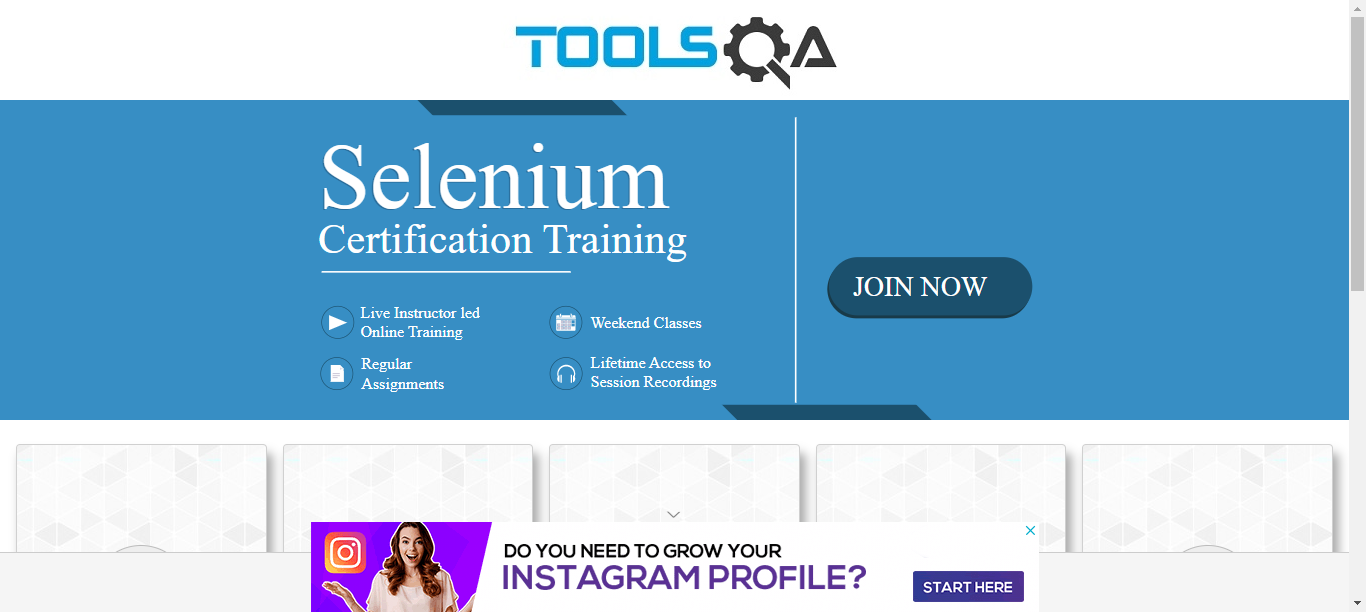 TOOLSQA
Selenium
Certification Training
Live Instructor led
Online Training
Weekend Classes
Regular
Assignments
Lifetime Access to
Session Recordings
JOIN NOW
DO YOU NEED TO GROW YOUR
INSTAGRAM PROFILE?
START HERE